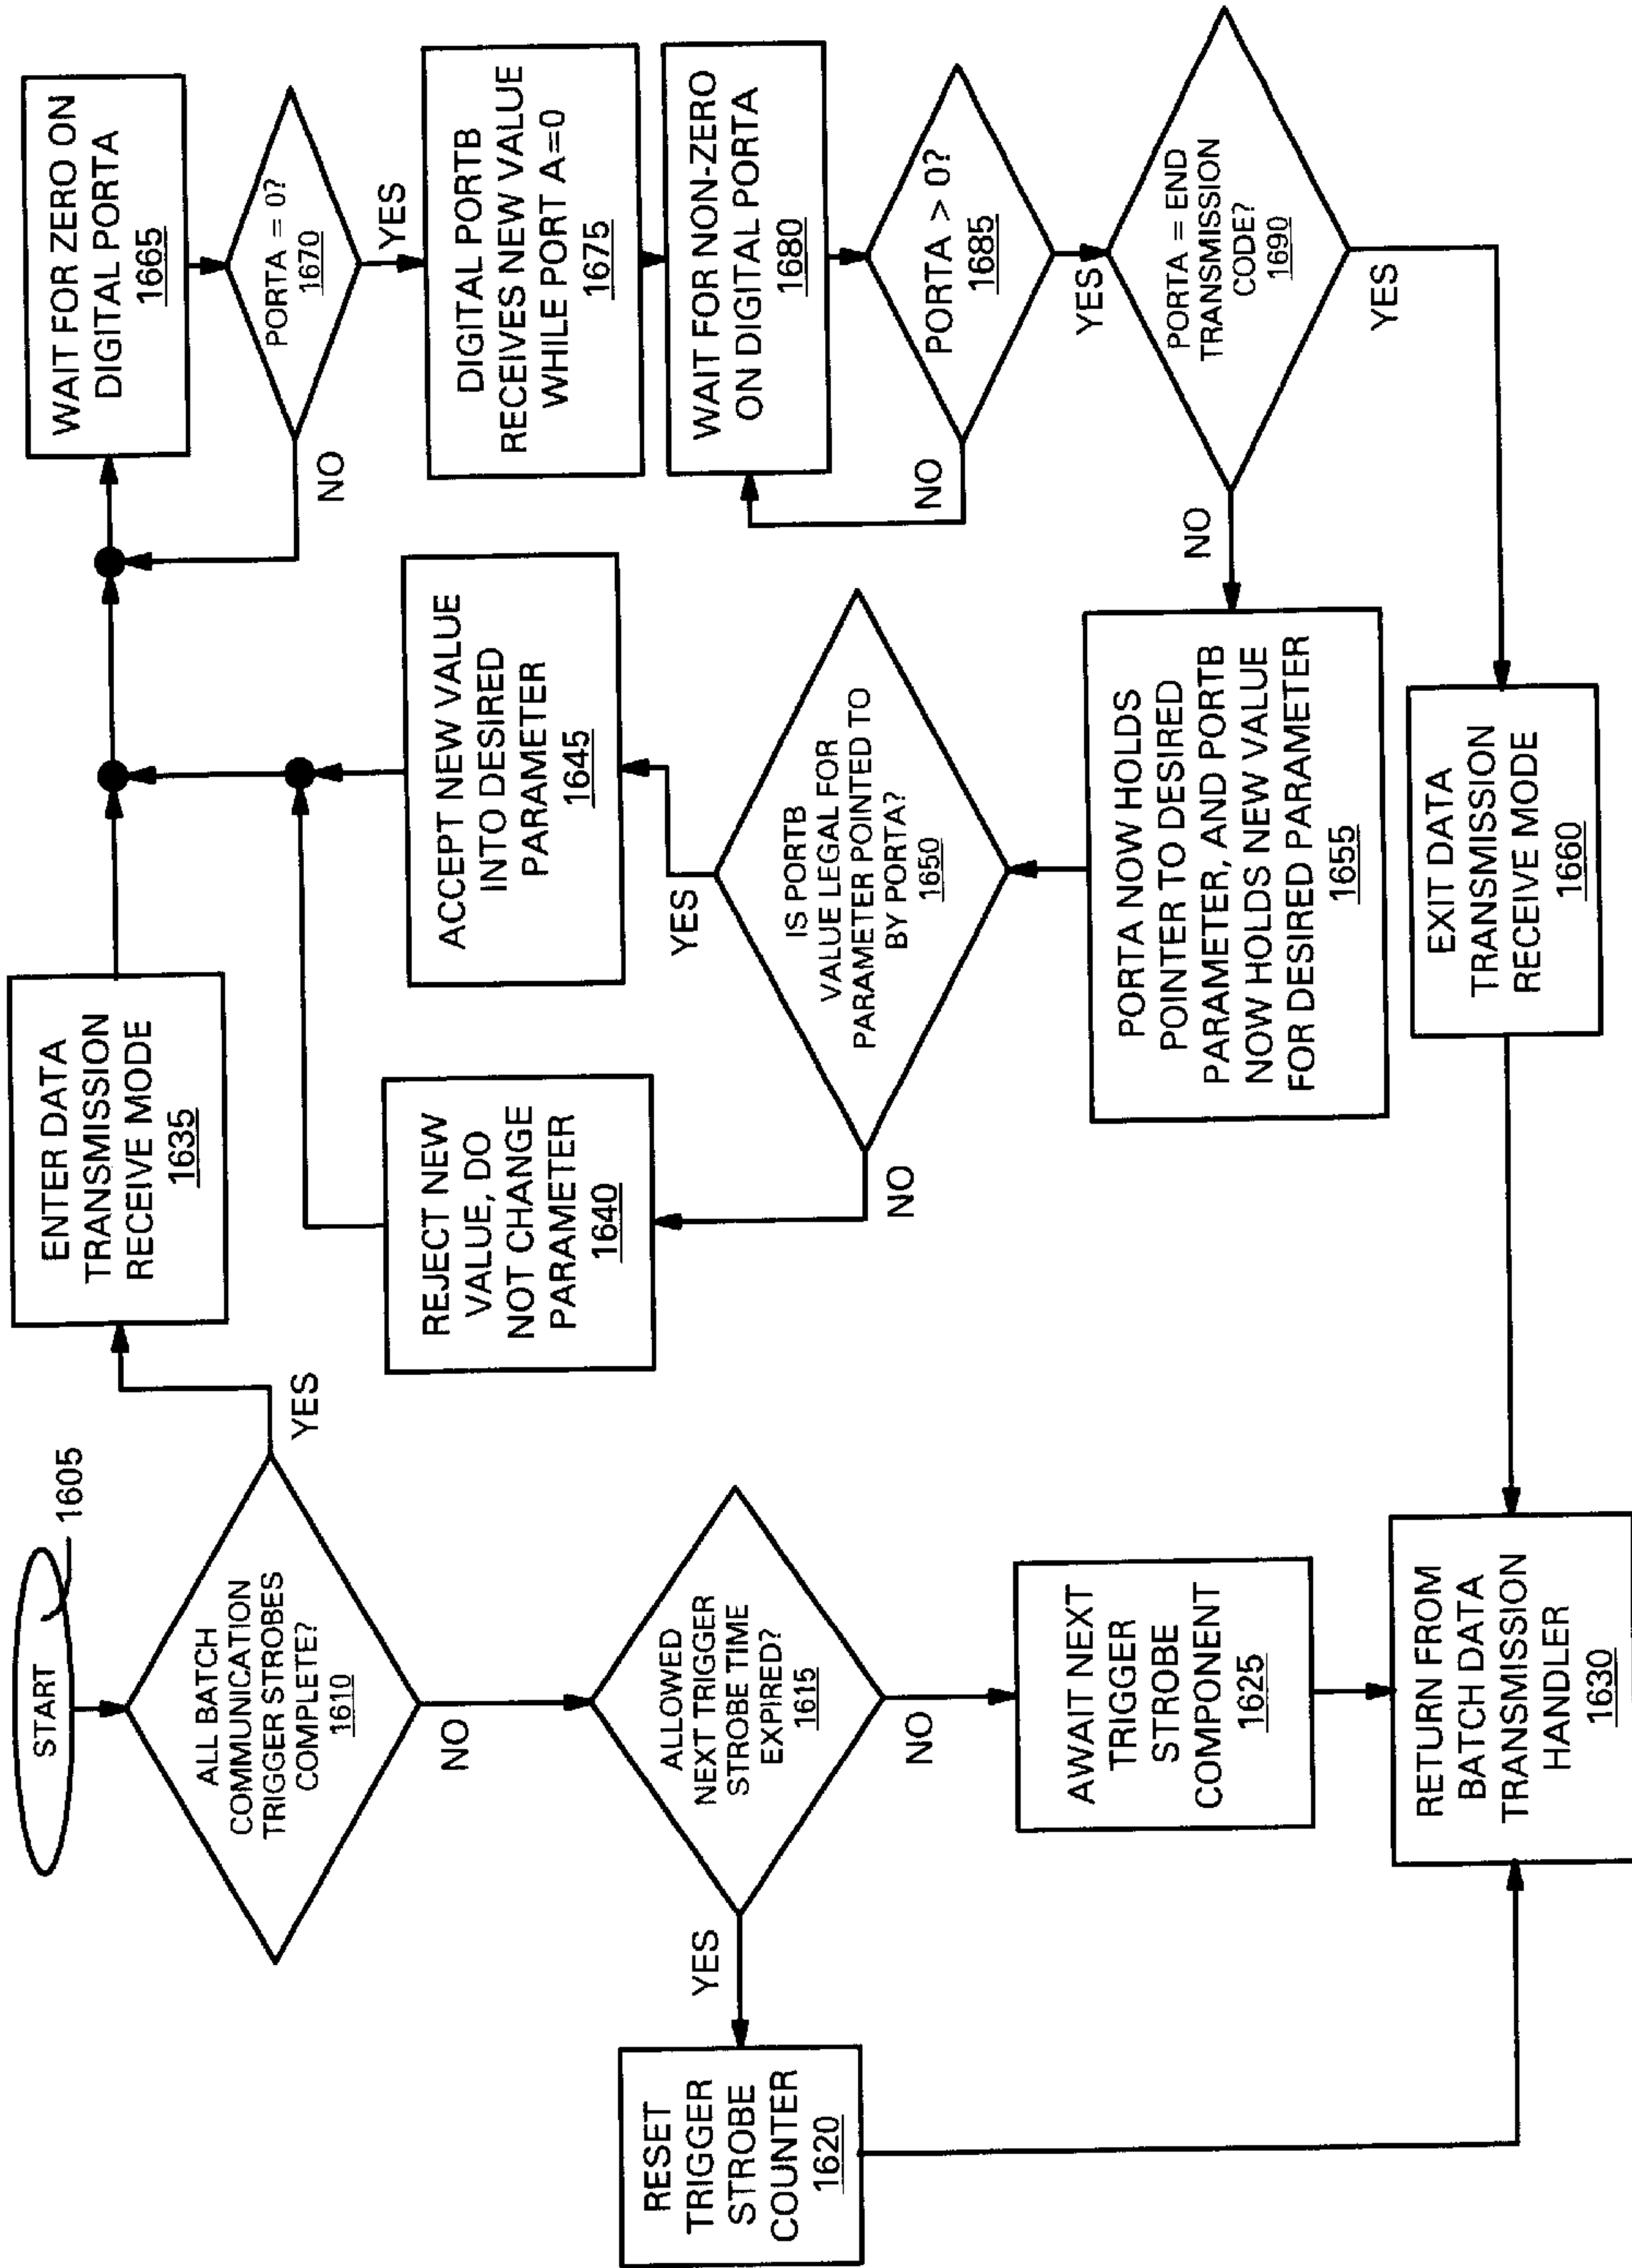 START
1605
ALL BATCH
COMMUNICATION
TRIGGER STROBES
COMPLETE?
1610
YES
NO
ALLOWED
NEXT TRIGGER
STROBE TIME
EXPIRED?
1615
YES
NO
RESET
TRIGGER
STROBE
COUNTER
1620
AWAIT NEXT
TRIGGER
STROBE
COMPONENT
1625
RETURN FROM
BATCH DATA
TRANSMISSION
HANDLER
1630
ENTER DATA
TRANSMISSION
RECEIVE MODE
1635
REJECT NEW
VALUE, DO
NOT CHANGE
PARAMETER
1640
ACCEPT NEW VALUE
INTO DESIRED
PARAMETER
1645
YES
NO
IS PORTB
VALUE LEGAL FOR
PARAMETER POINTED TO
BY PORTA?
1650
PORTA NOW HOLDS
POINTER TO DESIRED
PARAMETER, AND PORTB
NOW HOLDS NEW VALUE
FOR DESIRED PARAMETER
1655
EXIT DATA
TRANSMISSION
RECEIVE MODE
1660
WAIT FOR ZERO ON
DIGITAL PORTA
1665
PORTA = 0?
1670
NO
YES
DIGITAL PORTB
RECEIVES NEW VALUE
WHILE PORT A=0
1675
WAIT FOR NON-ZERO
ON DIGITAL PORTA
1680
PORTA > 0?
1685
NO
YES
PORTA = END
TRANSMISSION
CODE?
1690
NO
YES